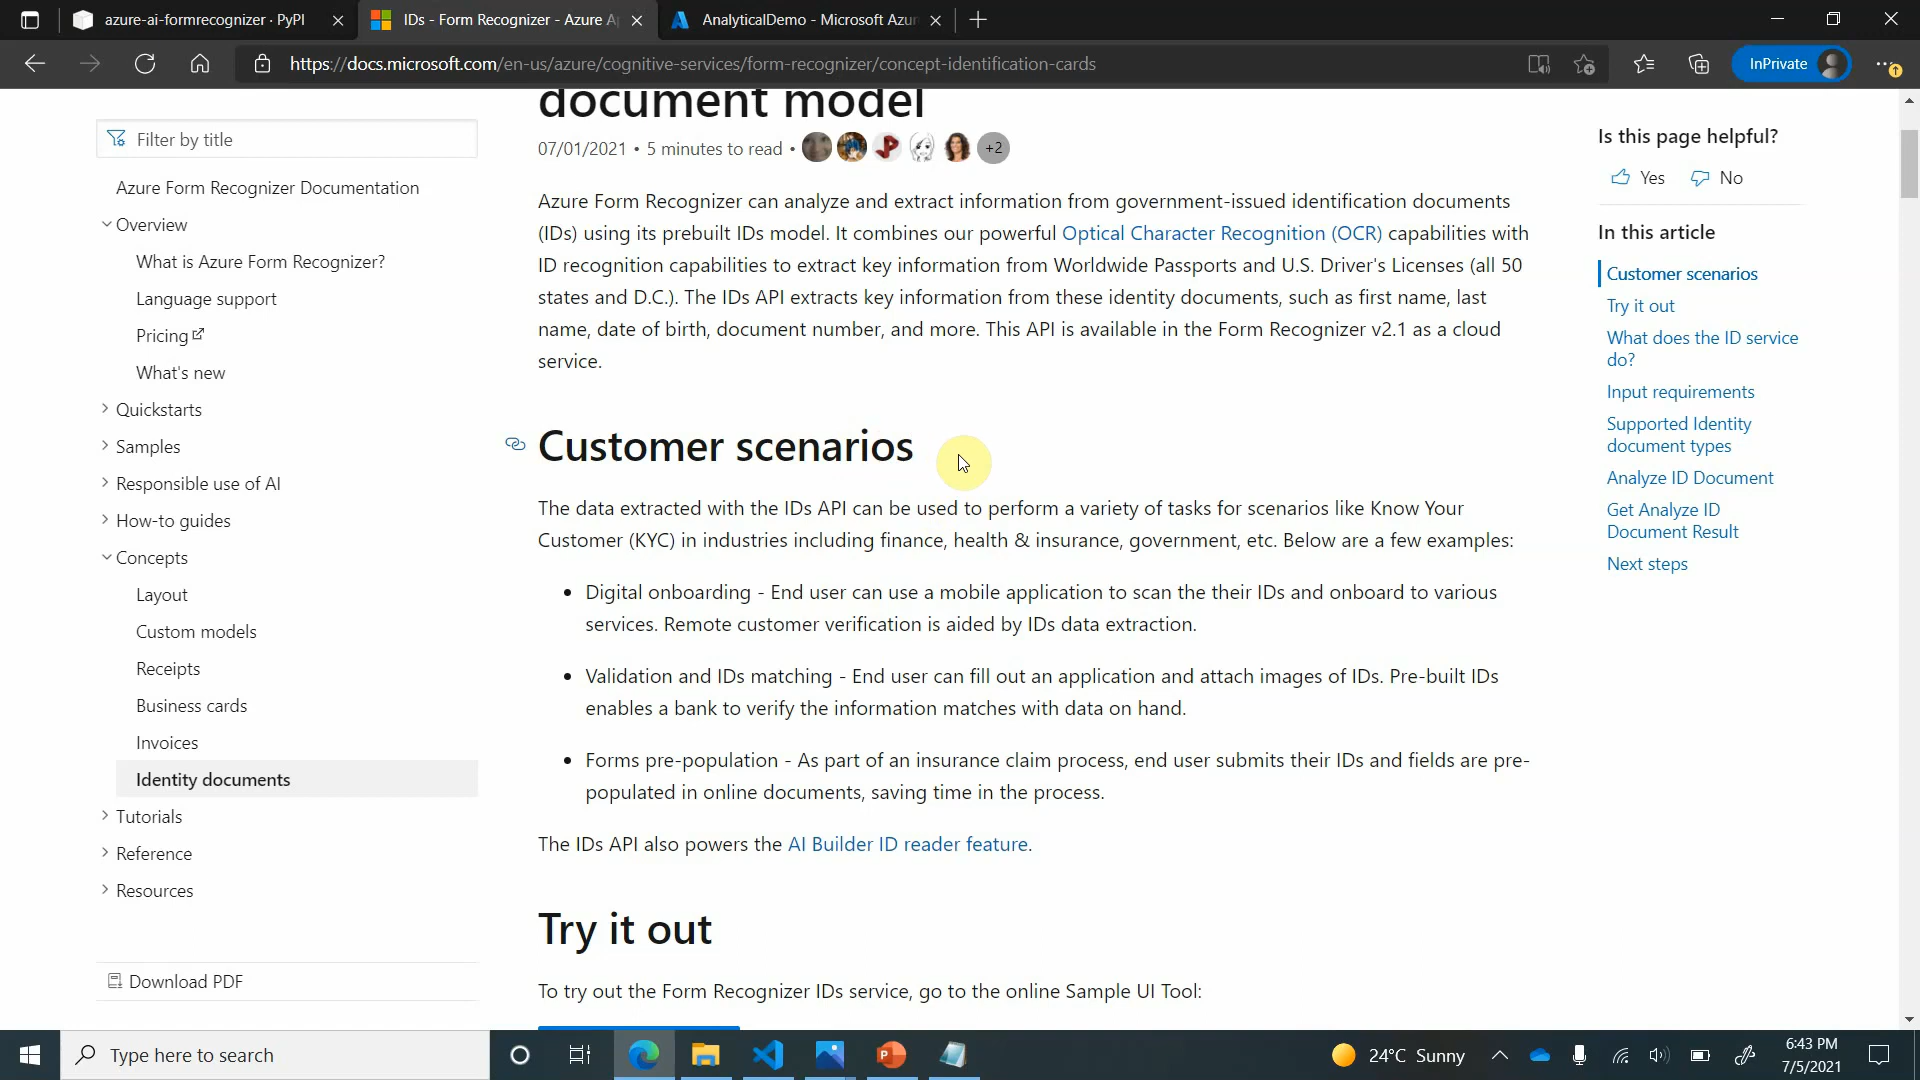 azure-ai-formrecognizer · PyPI
IDs - Form Recognizer - Azure Ap
AnalyticalDemo - Microsoft Azur
https://docs.microsoft.com/en-us/azure/cognitive-services/form-recognizer/concept-identification-cards
InPrivate
Filter by title
Azure Form Recognizer Documentation
Overview
What is Azure Form Recognizer?
Language support
Pricing
What's new
Quickstarts
Samples
Responsible use of AI
How-to guides
Concepts
Layout
Custom models
Receipts
Business cards
Invoices
Identity documents
Tutorials
Reference
Resources
Download PDF
document model
07/01/2021 • 5 minutes to read •
+2
Azure Form Recognizer can analyze and extract information from government-issued identification documents
(IDs) using its prebuilt IDs model. It combines our powerful Optical Character Recognition (OCR) capabilities with
ID recognition capabilities to extract key information from Worldwide Passports and U.S. Driver's Licenses (all 50
states and D.C.). The IDs API extracts key information from these identity documents, such as first name, last
name, date of birth, document number, and more. This API is available in the Form Recognizer v2.1 as a cloud
service.
Customer scenarios
The data extracted with the IDs API can be used to perform a variety of tasks for scenarios like Know Your
Customer (KYC) in industries including finance, health & insurance, government, etc. Below are a few examples:
• Digital onboarding - End user can use a mobile application to scan the their IDs and onboard to various
services. Remote customer verification is aided by IDs data extraction.
• Validation and IDs matching - End user can fill out an application and attach images of IDs. Pre-built IDs
enables a bank to verify the information matches with data on hand.
• Forms pre-population - As part of an insurance claim process, end user submits their IDs and fields are pre-
populated in online documents, saving time in the process.
The IDs API also powers the AI Builder ID reader feature.
Try it out
To try out the Form Recognizer IDs service, go to the online Sample UI Tool:
Is this page helpful?
Yes
No
In this article
Customer scenarios
Try it out
What does the ID service
do?
Input requirements
Supported Identity
document types
Analyze ID Document
Get Analyze ID
Document Result
Next steps
Type here to search
24°C Sunny
6:43 PM
7/5/2021